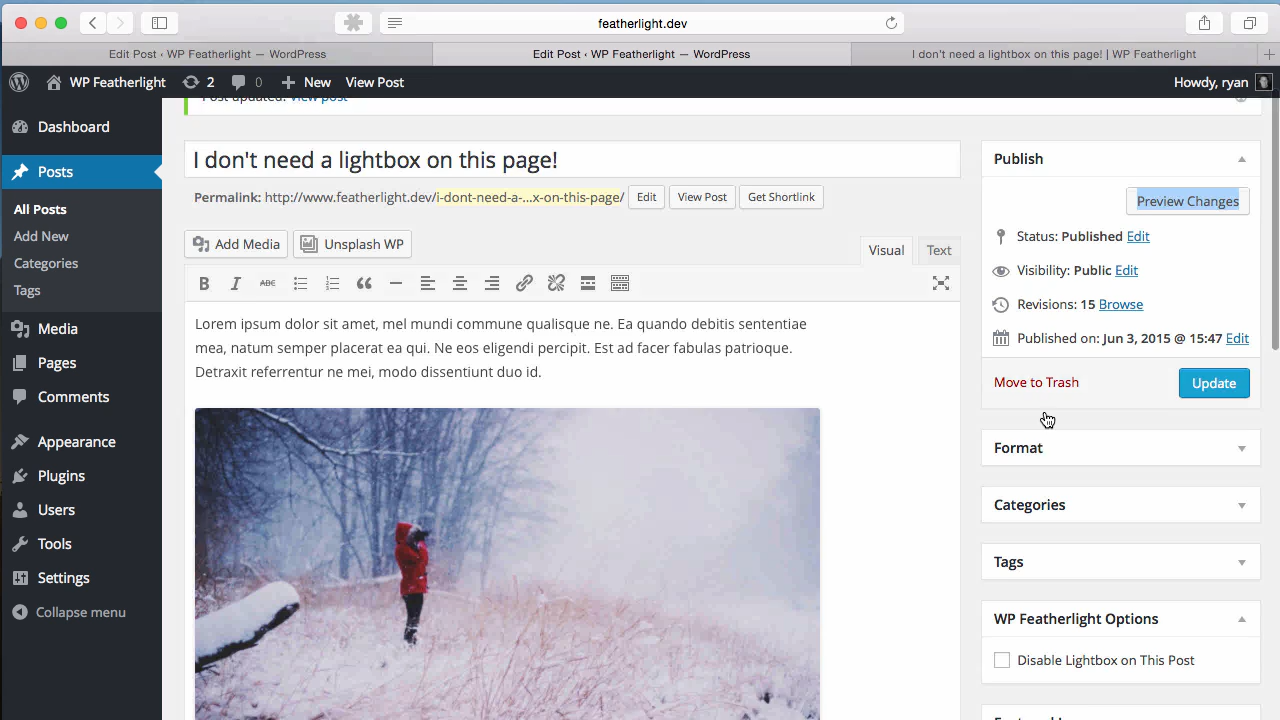 featherlight.dev
Edit Post ‹ WP Featherlight — WordPress
Edit Post ‹ WP Featherlight — WordPress
I don't need a lightbox on this page! | WP Featherlight
WP Featherlight
2
0
New
View Post
Howdy, ryan
Dashboard
Posts
All Posts
Add New
Categories
Tags
Media
Pages
Comments
Appearance
Plugins
Users
Tools
Settings
Collapse menu
Post updated. View post
I don't need a lightbox on this page!
Permalink: http://www.featherlight.dev/i-dont-need-a-...x-on-this-page/ Edit View Post Get Shortlink
Add Media Unsplash WP
Visual Text
B I ABC
Lorem ipsum dolor sit amet, mel mundi commune qualisque ne. Ea quando debitis sententiae
mea, natum semper placerat ea qui. Ne eos eligendi percipit. Est ad facer fabulas patrioque.
Detraxit referrentur ne mei, modo dissentiunt duo id.
Publish
Preview Changes
Status: Published Edit
Visibility: Public Edit
Revisions: 15 Browse
Published on: Jun 3, 2015 @ 15:47 Edit
Move to Trash Update
Format
Categories
Tags
WP Featherlight Options
Disable Lightbox on This Post